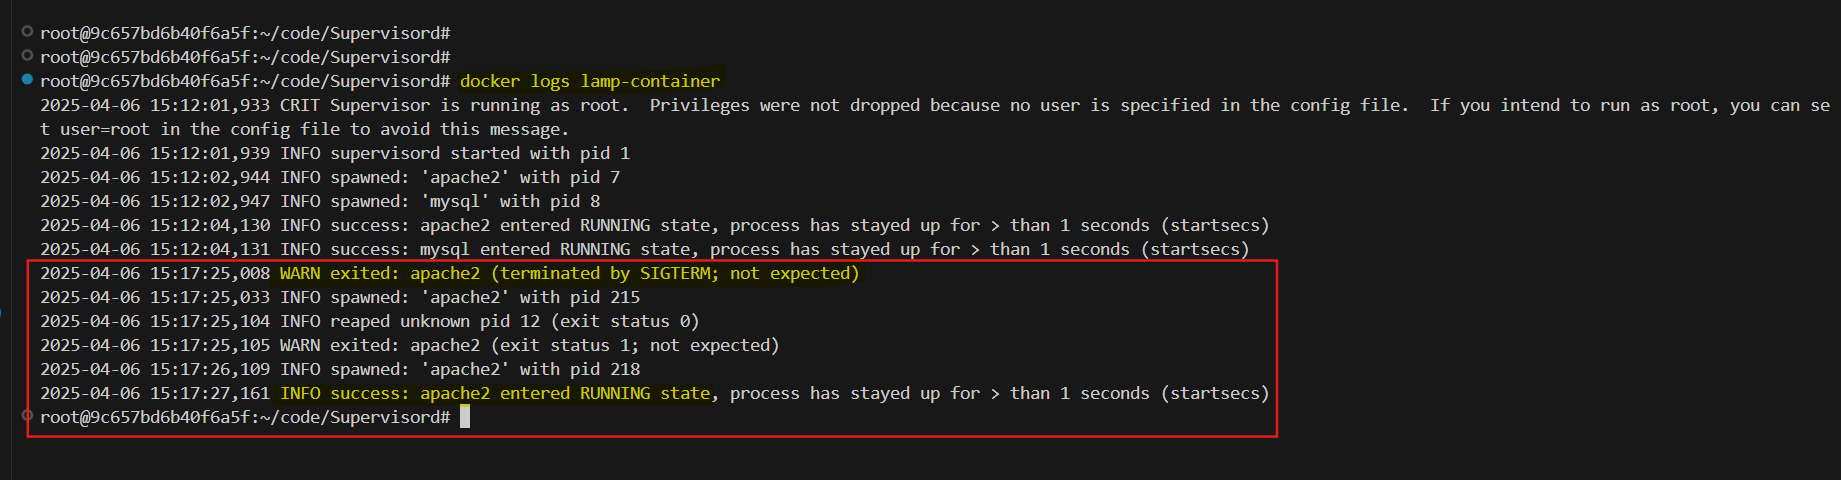 root@9c657bd6b40f6a5f:~/code/Supervisord#
root@9c657bd6b40f6a5f:~/code/Supervisord#
root@9c657bd6b40f6a5f:~/code/Supervisord# docker logs lamp-container
2025-04-06 15:12:01,933 CRIT Supervisor is running as root.  Privileges were not dropped because no user is specified in the config file.  If you intend to run as root, you can se
t user=root in the config file to avoid this message.
2025-04-06 15:12:01,939 INFO supervisord started with pid 1
2025-04-06 15:12:02,944 INFO spawned: 'apache2' with pid 7
2025-04-06 15:12:02,947 INFO spawned: 'mysql' with pid 8
2025-04-06 15:12:04,130 INFO success: apache2 entered RUNNING state, process has stayed up for > than 1 seconds (startsecs)
2025-04-06 15:12:04,131 INFO success: mysql entered RUNNING state, process has stayed up for > than 1 seconds (startsecs)
2025-04-06 15:17:25,008 WARN exited: apache2 (terminated by SIGTERM; not expected)
2025-04-06 15:17:25,033 INFO spawned: 'apache2' with pid 215
2025-04-06 15:17:25,104 INFO reaped unknown pid 12 (exit status 0)
2025-04-06 15:17:25,105 WARN exited: apache2 (exit status 1; not expected)
2025-04-06 15:17:26,109 INFO spawned: 'apache2' with pid 218
2025-04-06 15:17:27,161 INFO success: apache2 entered RUNNING state, process has stayed up for > than 1 seconds (startsecs)
root@9c657bd6b40f6a5f:~/code/Supervisord#